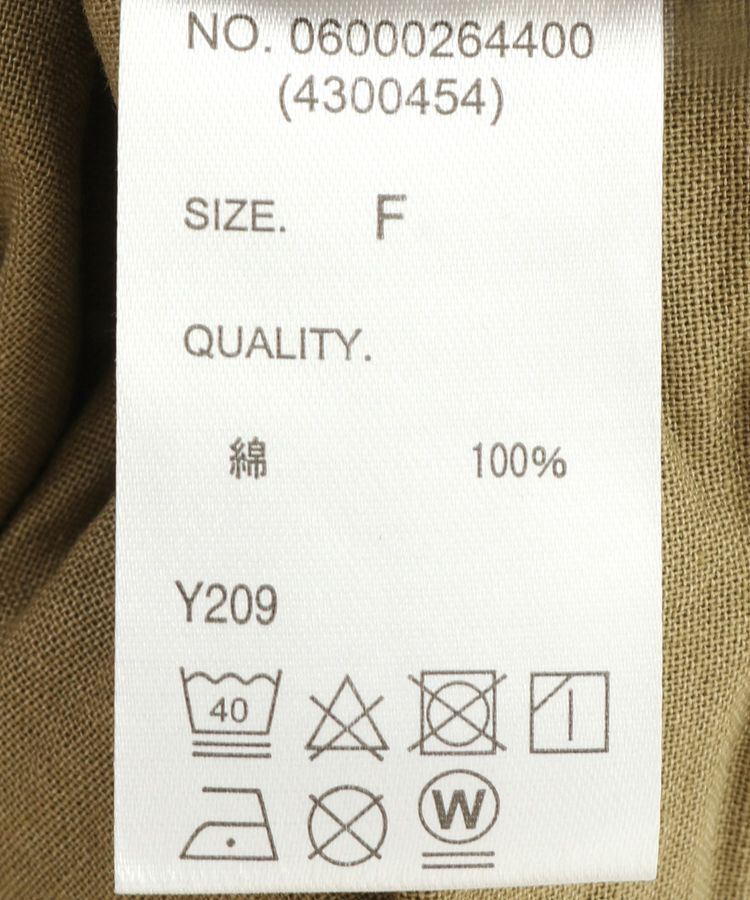 NO. 06000264400
(4300454)
SIZE. F
QUALITY.
綿 100%
Y209
40
W